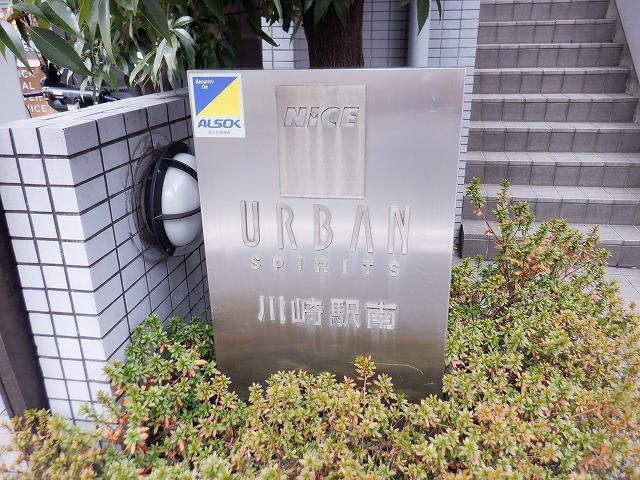 Security
On
ALSOK
NiCE
URBAN
SPIRITS
川崎駅南